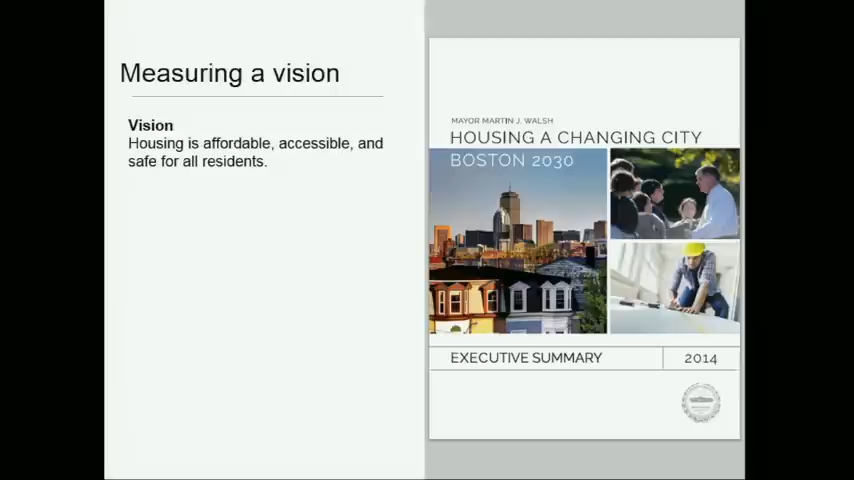 Measuring a vision
Vision
Housing is affordable, accessible, and
safe for all residents.
MAYOR MARTIN J. WALSH
HOUSING A CHANGING CITY
BOSTON 2030
EXECUTIVE SUMMARY
2014